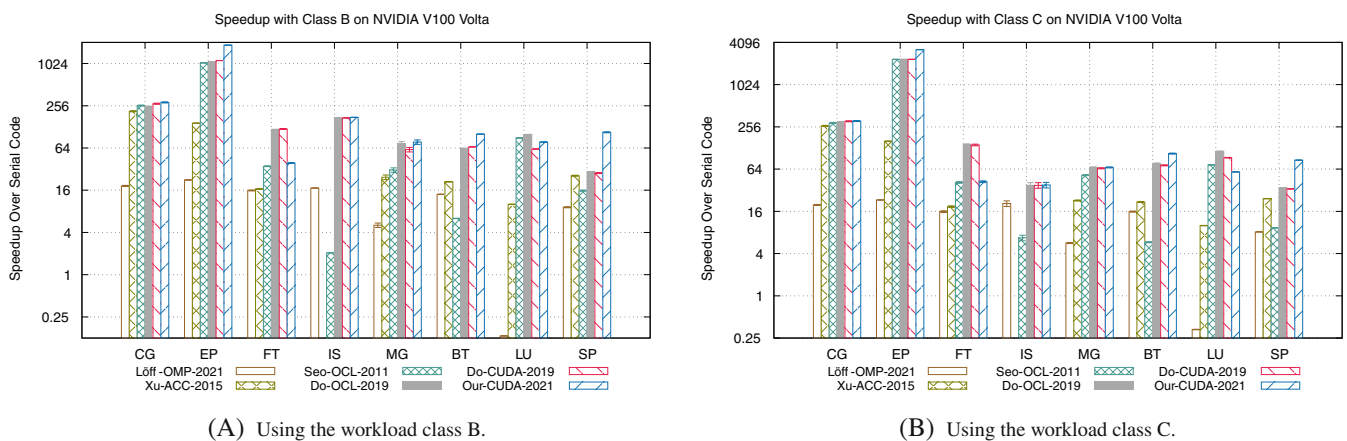 Speedup with Class B on NVIDIA V100 Volta
Speedup Over Serial Code
1024
256
64
16
4
1
0.25
CG EP FT IS MG BT LU SP
Löff -OMP-2021 Seo-OCL-2011 Do-CUDA-2019
Xu-ACC-2015 Do-OCL-2019 Our-CUDA-2021
(A) Using the workload class B.
Speedup with Class C on NVIDIA V100 Volta
Speedup Over Serial Code
4096
1024
256
64
16
4
1
0.25
CG EP FT IS MG BT LU SP
Löff -OMP-2021 Seo-OCL-2011 Do-CUDA-2019
Xu-ACC-2015 Do-OCL-2019 Our-CUDA-2021
(B) Using the workload class C.